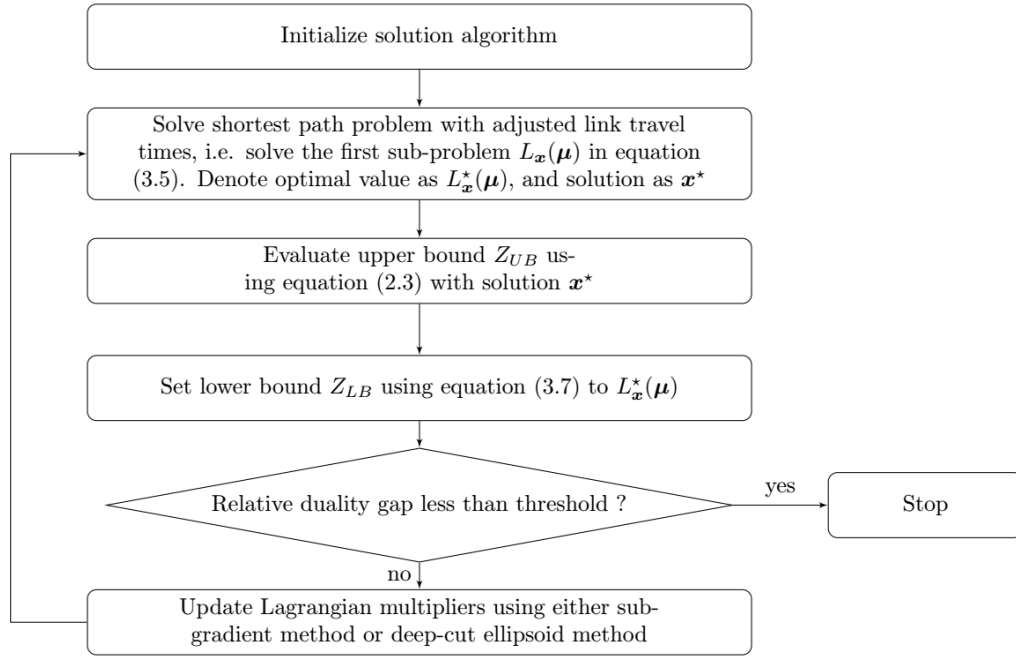 Initialize solution algorithm
Solve shortest path problem with adjusted link travel
times, i.e. solve the first sub-problem L𝒙(𝝁) in equation
(3.5). Denote optimal value as L⋆𝒙(𝝁), and solution as 𝒙⋆
Evaluate upper bound Z_UB us-
ing equation (2.3) with solution 𝒙⋆
Set lower bound Z_LB using equation (3.7) to L⋆𝒙(𝝁)
Relative duality gap less than threshold ?
yes
Stop
no
Update Lagrangian multipliers using either sub-
gradient method or deep-cut ellipsoid method